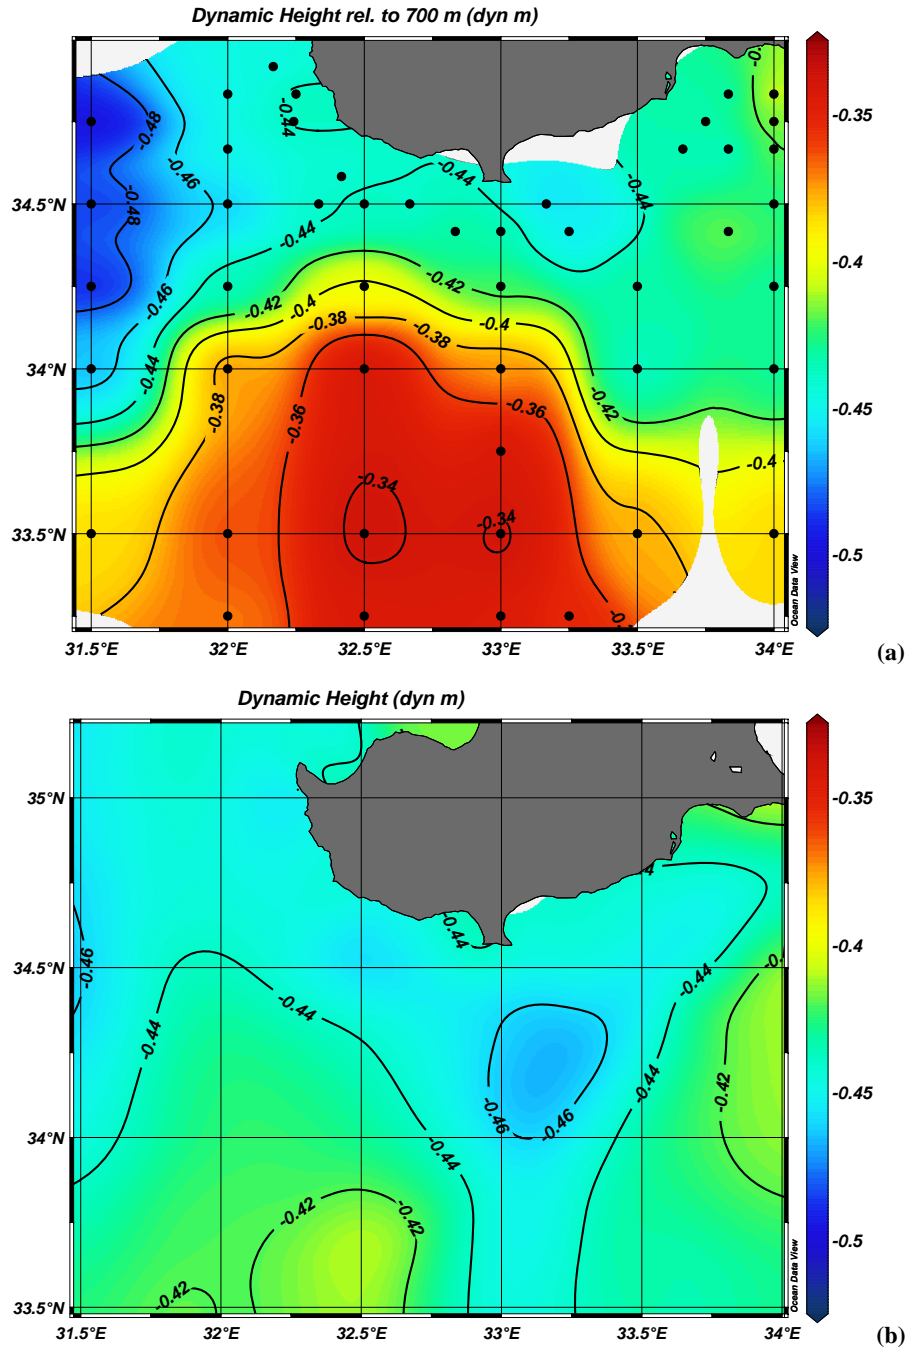 Dynamic Height rel. to 700 m (dyn m)
-0.48
-0.48
-0.46
-0.46
-0.44
-0.44
-0.44
-0.44
-0.44
-0.42
-0.42
-0.42
-0.4
-0.4
-0.4
-0.38
-0.38
-0.38
-0.36
-0.36
-0.34
-0.34
34.5°N
34°N
33.5°N
31.5°E
32°E
32.5°E
33°E
33.5°E
34°E
Ocean Data View
-0.35
-0.4
-0.45
-0.5
(a)
Dynamic Height (dyn m)
-0.46
-0.44
-0.44
-0.44
-0.44
-0.44
-0.44
-0.46
-0.46
-0.42
-0.42
-0.42
-0.42
35°N
34.5°N
34°N
33.5°N
31.5°E
32°E
32.5°E
33°E
33.5°E
34°E
Ocean Data View
-0.35
-0.4
-0.45
-0.5
(b)